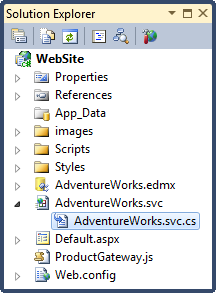 Solution Explorer
WebSite
Properties
References
App_Data
images
Scripts
Styles
AdventureWorks.edmx
AdventureWorks.svc
AdventureWorks.svc.cs
Default.aspx
ProductGateway.js
Web.config